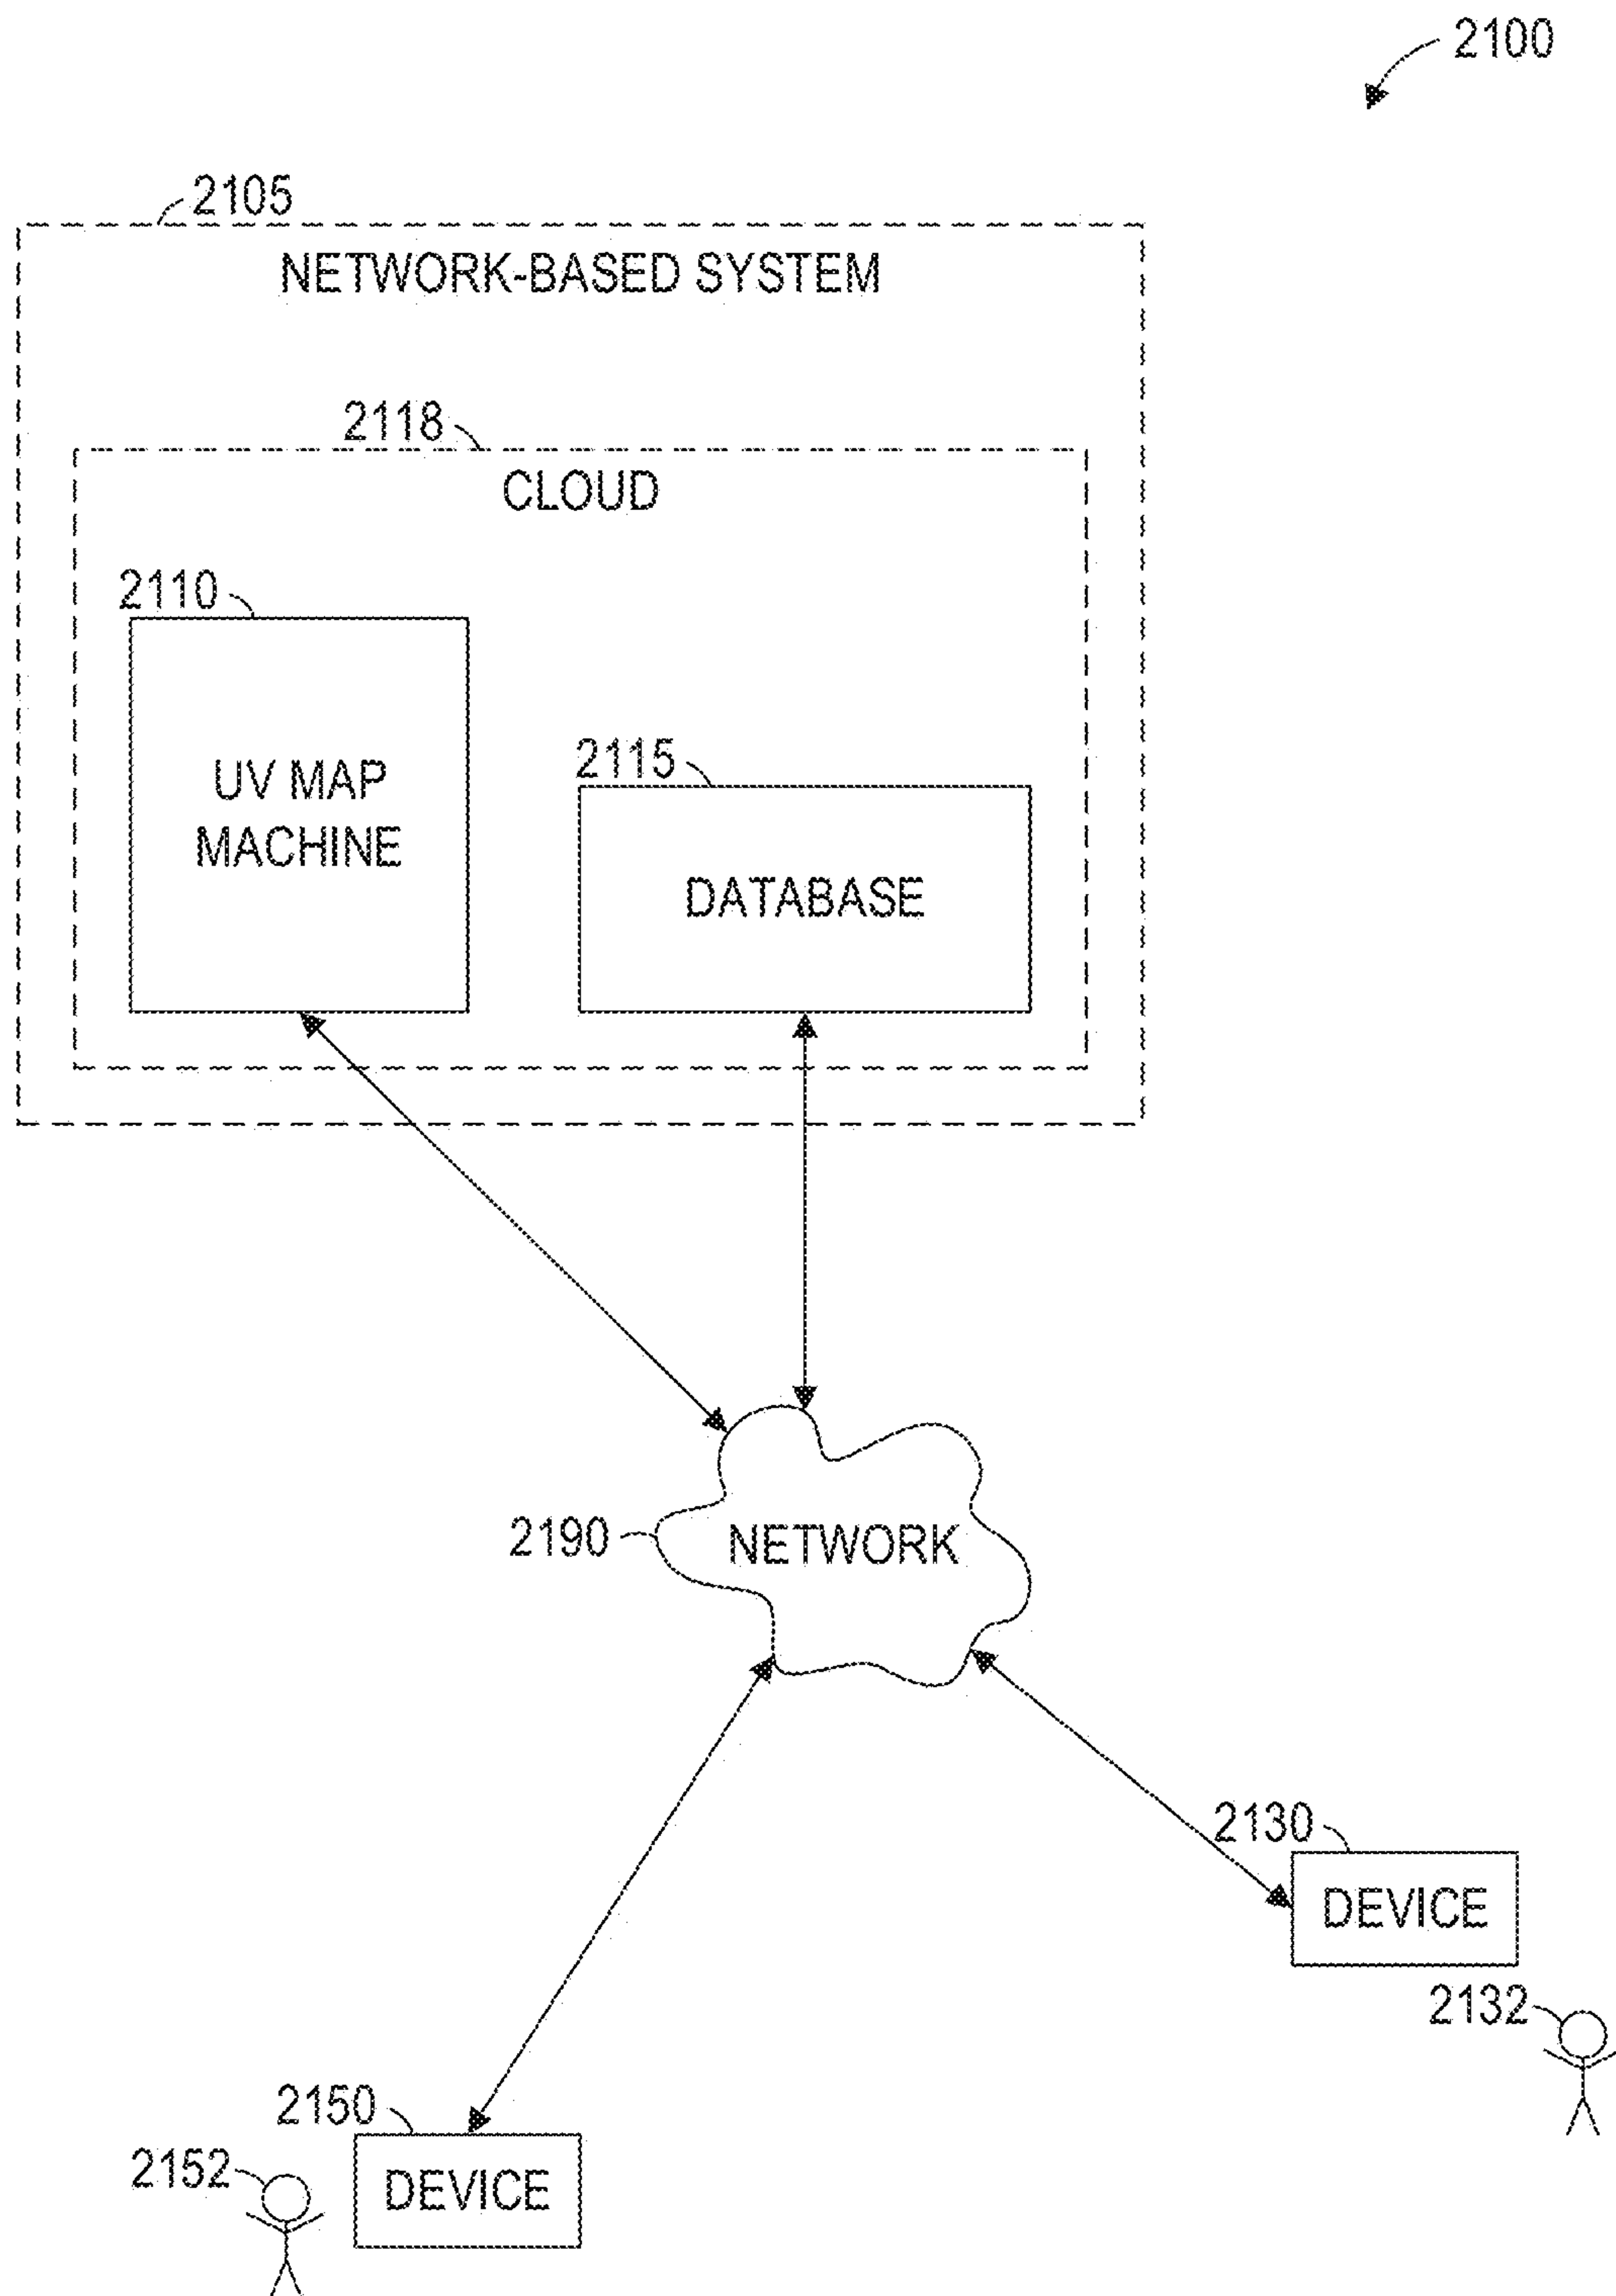 2100
2105
NETWORK-BASED SYSTEM
2118
CLOUD
2110
UV MAP
MACHINE
2115
DATABASE
2190
NETWORK
2130
DEVICE
2132
2150
DEVICE
2152